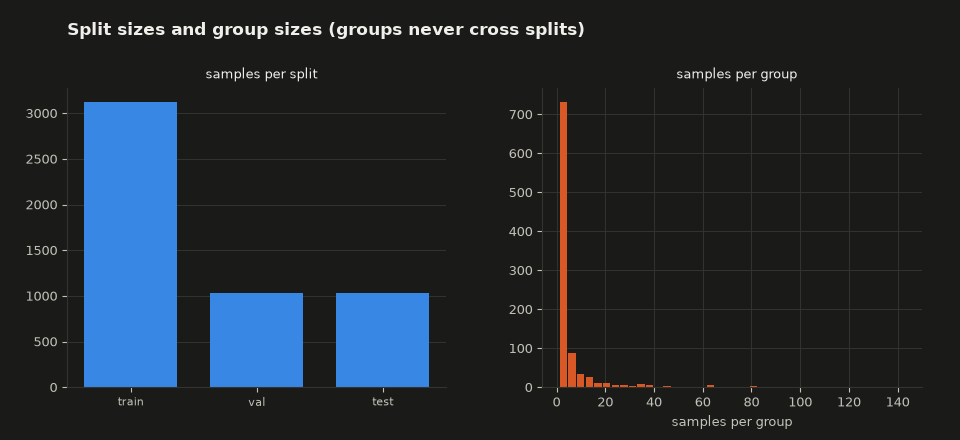 Split sizes and group sizes (groups never cross splits)
samples per split
3000
2500
2000
1500
1000
500
0
train val test
samples per group
700
600
500
400
300
200
100
0
0 20 40 60 80 100 120 140
samples per group